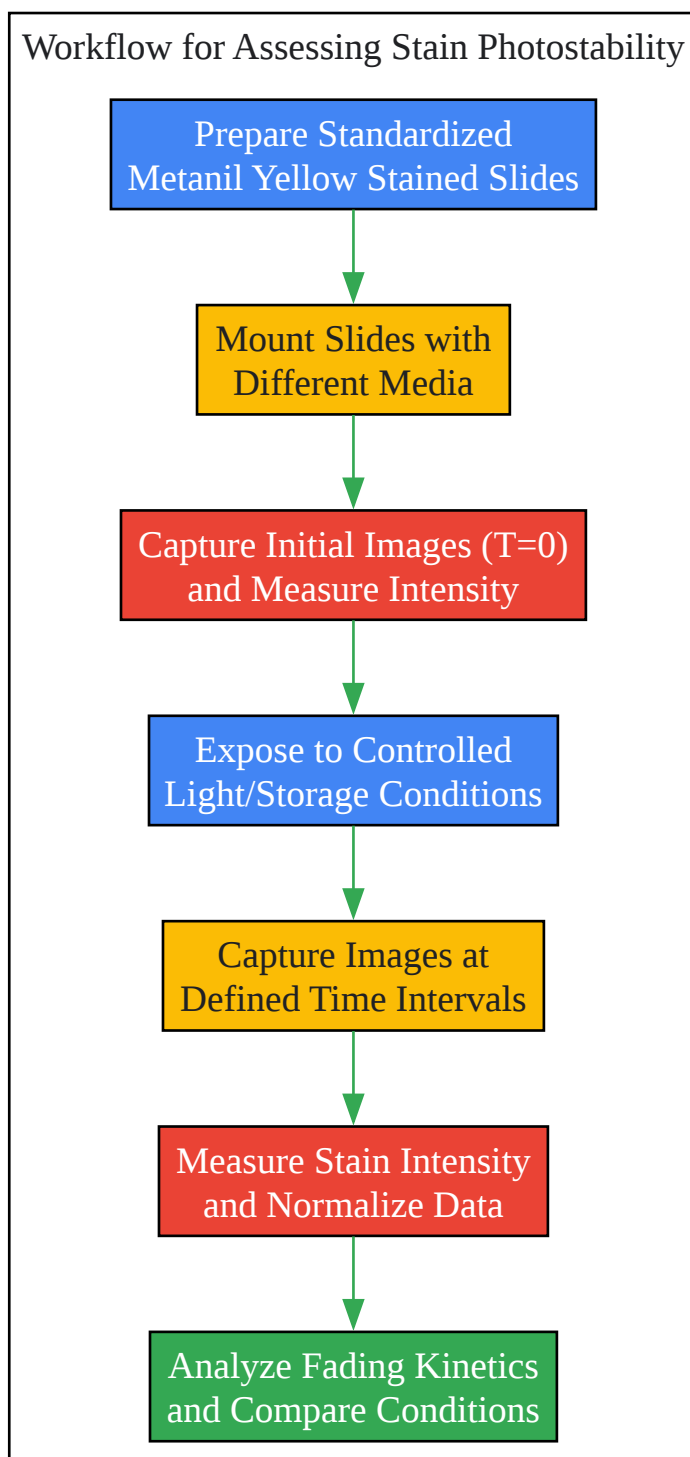 Workflow for Assessing Stain Photostability
Prepare Standardized
Metanil Yellow Stained Slides
Mount Slides with
Different Media
Capture Initial Images (T=0)
and Measure Intensity
Expose to Controlled
Light/Storage Conditions
Capture Images at
Defined Time Intervals
Measure Stain Intensity
and Normalize Data
Analyze Fading Kinetics
and Compare Conditions